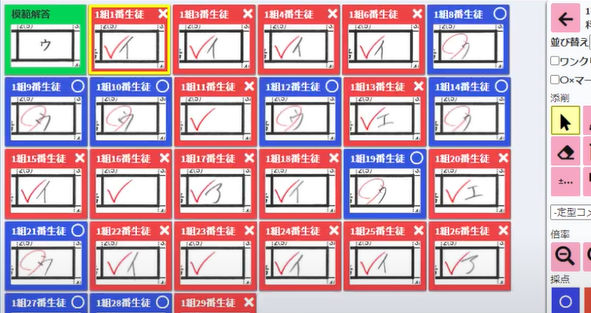 模範解答 1組1番生徒 × 1組3番生徒 × 1組4番生徒 × 1組6番生徒 × 1組8番生徒 ○
ウ イ イ イ イ ウ
1組9番生徒 ○ 1組10番生徒 ○ 1組11番生徒 × 1組12番生徒 ○ 1組13番生徒 × 1組14番生徒 ○
ウ ウ ウ エ ウ
1組15番生徒 × 1組16番生徒 × 1組17番生徒 × 1組18番生徒 × 1組19番生徒 ○ 1組20番生徒 ×
イ イ ウ エ
1組21番生徒 ○ 1組22番生徒 × 1組23番生徒 × 1組24番生徒 × 1組25番生徒 × 1組26番生徒 ×
ウ イ イ イ
1組27番生徒 ○ 1組28番生徒 ○ 1組29番生徒 ×
並び替え
ワンクリ
○×マー
添削
±...
-定型コメ
倍率
採点